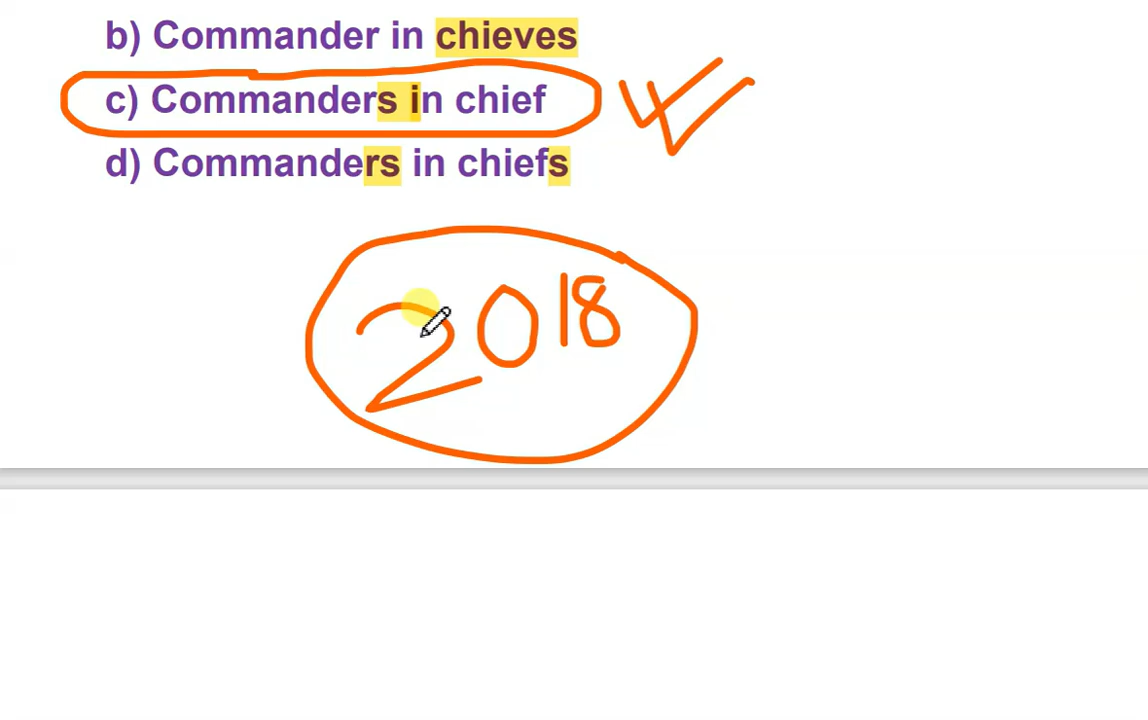 b) Commander in chieves
c) Commanders in chief
d) Commanders in chiefs
2018